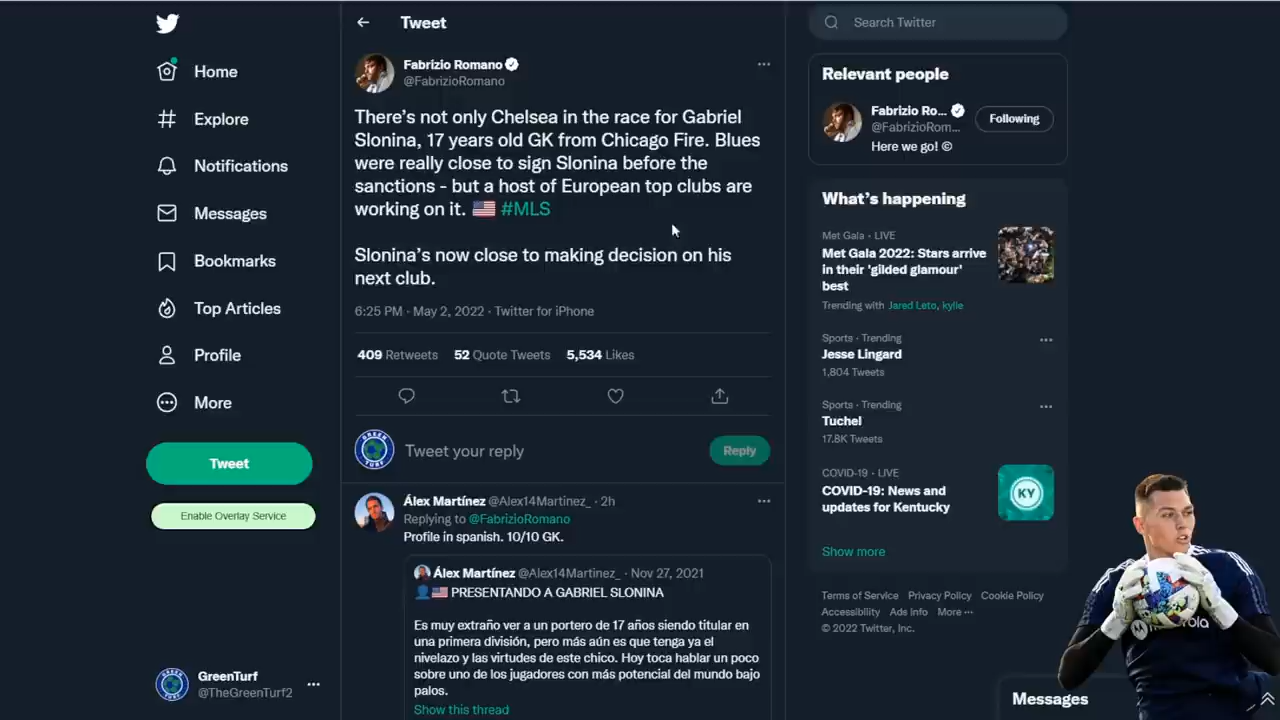 Tweet
Search Twitter
Home
Explore
Notifications
Messages
Bookmarks
Top Articles
Profile
More
Tweet
Enable Overlay Service
GreenTurf
@TheGreenTurf2
Fabrizio Romano
@FabrizioRomano
There's not only Chelsea in the race for Gabriel
Slonina, 17 years old GK from Chicago Fire. Blues
were really close to sign Slonina before the
sanctions - but a host of European top clubs are
working on it. 🇺🇸 #MLS
Slonina's now close to making decision on his
next club.
6:25 PM · May 2, 2022 · Twitter for iPhone
409 Retweets 52 Quote Tweets 5,534 Likes
GREEN
TURF
Tweet your reply
Reply
Álex Martínez @Alex14Martinez_ · 2h
Replying to @FabrizioRomano
Profile in spanish. 10/10 GK.
Álex Martínez @Alex14Martinez_ · Nov 27, 2021
👤🇺🇸 PRESENTANDO A GABRIEL SLONINA
Es muy extraño ver a un portero de 17 años siendo titular en
una primera división, pero más aún es que tenga ya el
nivelazo y las virtudes de este chico. Hoy toca hablar un poco
sobre uno de los jugadores con más potencial del mundo bajo
palos.
Show this thread
Relevant people
Fabrizio Ro...
@FabrizioRom...
Following
Here we go! ©
What's happening
Met Gala · LIVE
Met Gala 2022: Stars arrive
in their 'gilded glamour'
best
Trending with Jared Leto, kylie
Sports · Trending
Jesse Lingard
1,804 Tweets
Sports · Trending
Tuchel
17.8K Tweets
COVID-19 · LIVE
COVID-19: News and
updates for Kentucky
KY
Show more
Terms of Service Privacy Policy Cookie Policy
Accessibility Ads info More ···
© 2022 Twitter, Inc.
Messages
motorola